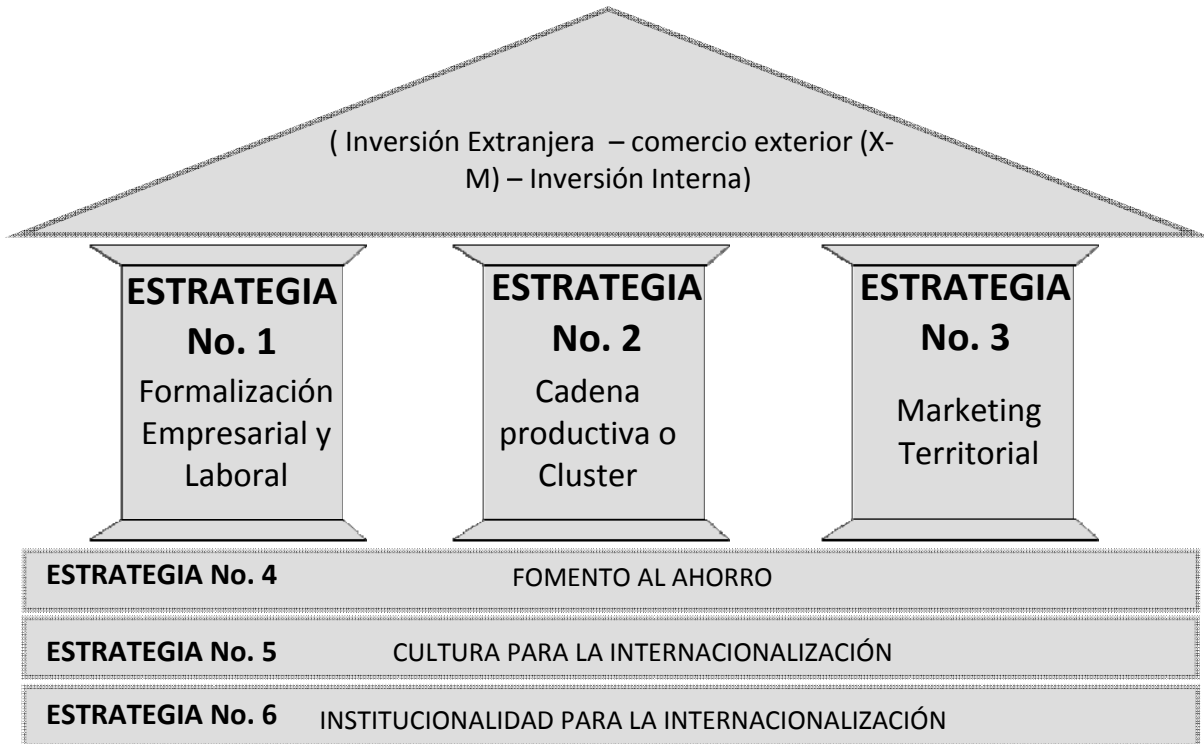 ( Inversión Extranjera – comercio exterior (X-
M) – Inversión Interna)
ESTRATEGIA
No. 1
Formalización
Empresarial y
Laboral
ESTRATEGIA
No. 2
Cadena
productiva o
Cluster
ESTRATEGIA
No. 3
Marketing
Territorial
ESTRATEGIA No. 4 FOMENTO AL AHORRO
ESTRATEGIA No. 5 CULTURA PARA LA INTERNACIONALIZACIÓN
ESTRATEGIA No. 6 INSTITUCIONALIDAD PARA LA INTERNACIONALIZACIÓN